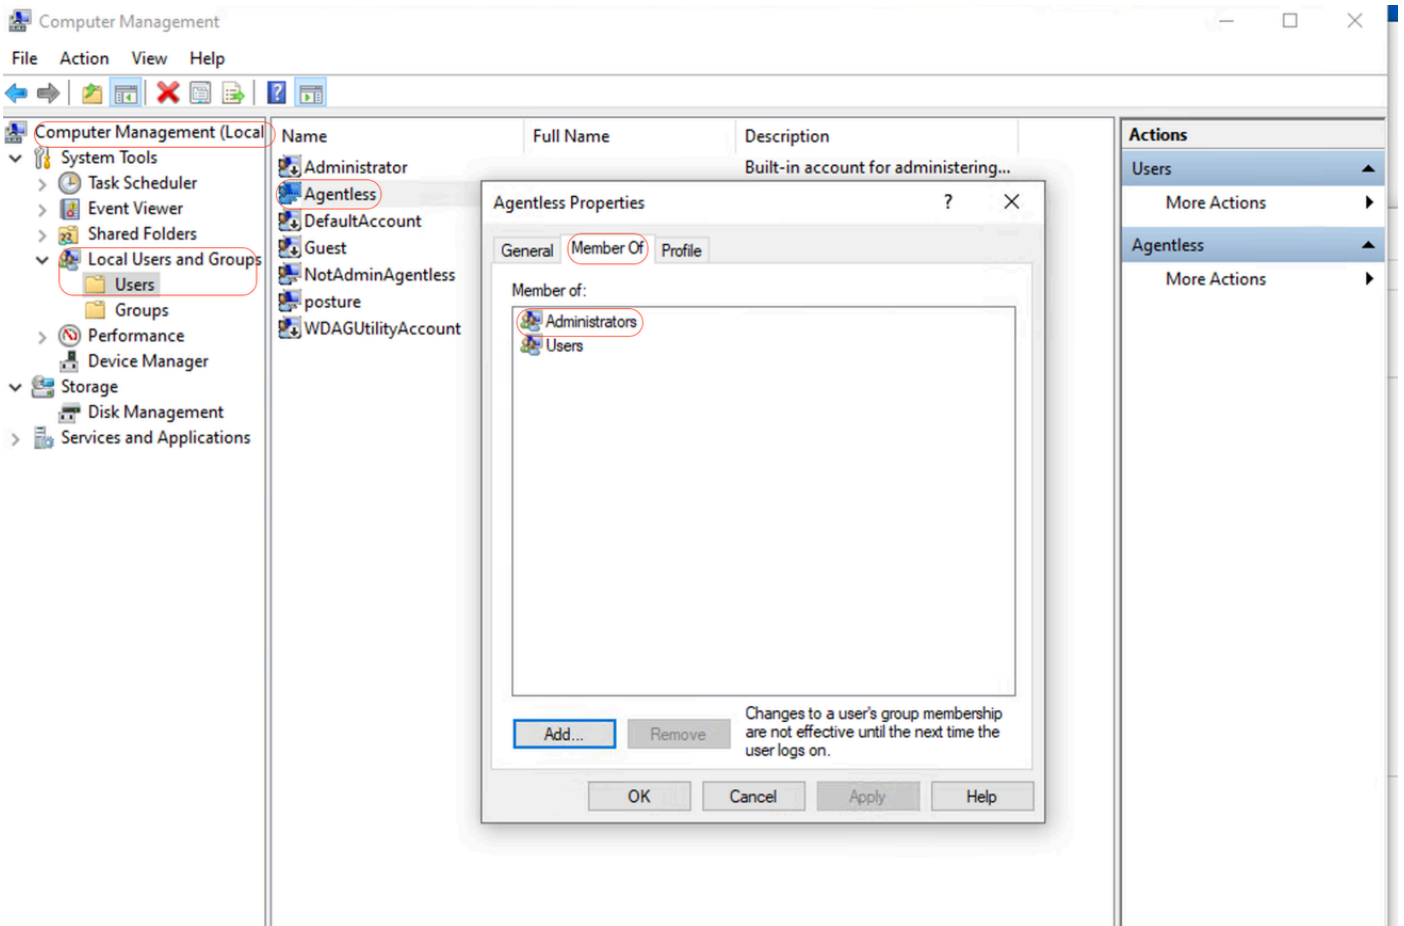 Computer Management
File Action View Help
Computer Management (Local
System Tools
Task Scheduler
Event Viewer
Shared Folders
Local Users and Groups
Users
Groups
Performance
Device Manager
Storage
Disk Management
Services and Applications
Name Full Name Description
Administrator Built-in account for administering...
Agentless
DefaultAccount
Guest
NotAdminAgentless
posture
WDAGUtilityAccount
Agentless Properties
General Member Of Profile
Member of:
Administrators
Users
Add... Remove
Changes to a user's group membership
are not effective until the next time the
user logs on.
OK Cancel Apply Help
Actions
Users
More Actions
Agentless
More Actions